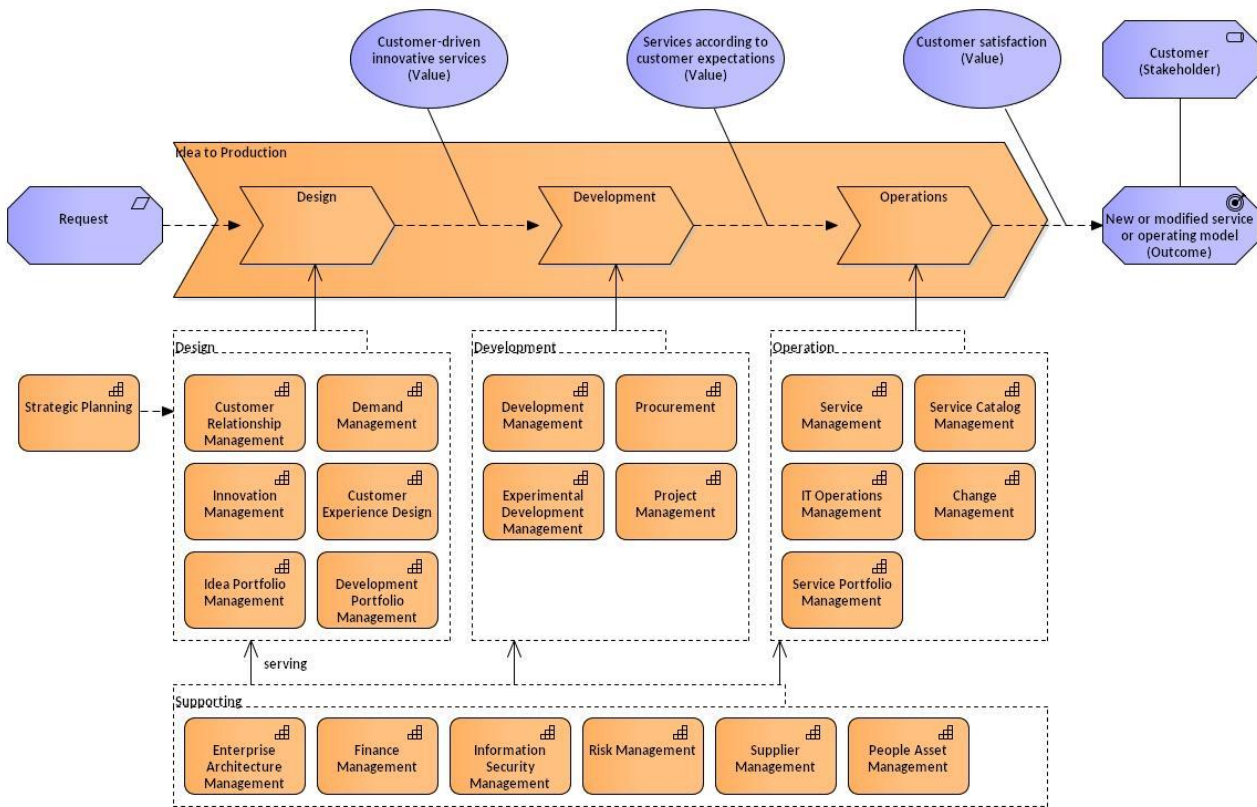 Customer-driven
innovative services
(Value)
Services according to
customer expectations
(Value)
Customer satisfaction
(Value)
Customer
(Stakeholder)
Idea to Production
Request
Design
Development
Operations
New or modified service
or operating model
(Outcome)
Design
Development
Operation
Strategic Planning
Customer
Relationship
Management
Demand
Management
Innovation
Management
Customer
Experience Design
Idea Portfolio
Management
Development
Portfolio
Management
Development
Management
Procurement
Experimental
Development
Management
Project
Management
Service
Management
Service Catalog
Management
IT Operations
Management
Change
Management
Service Portfolio
Management
serving
Supporting
Enterprise
Architecture
Management
Finance
Management
Information
Security
Management
Risk Management
Supplier
Management
People Asset
Management